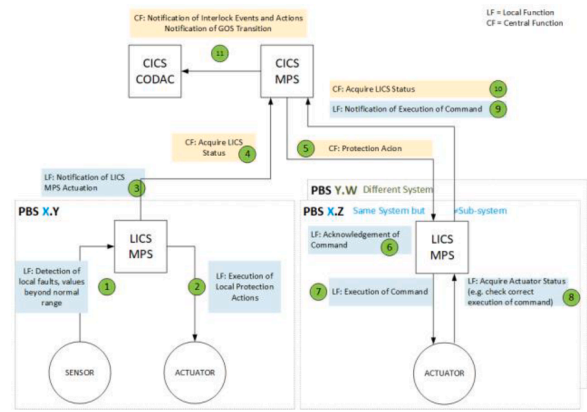 CF: Notification of Interlock Events and Actions
Notification of GOS Transition
LF = Local Function
CF = Central Function
11
CICS
CODAC
CICS
MPS
CF: Acquire LICS Status
10
LF: Notification of Execution of Command
9
CF: Acquire LICS
Status
4
5
CF: Protection Acion
LF: Notification of LICS
MPS Actuation
3
PBS Y.W Different System
PBS X.Y
PBS X.Z Same System but Sub-system
LICS
MPS
LF: Acknowledgement of
Command
6
LICS
MPS
LF: Detection of
local faults, values
beyond normal
range
1
2
LF: Execution of
Local Protection
Actions
7
LF: Execution of Command
LF: Acquire Actuator Status
(e.g. check correct
execution of command)
8
SENSOR
ACTUATOR
ACTUATOR